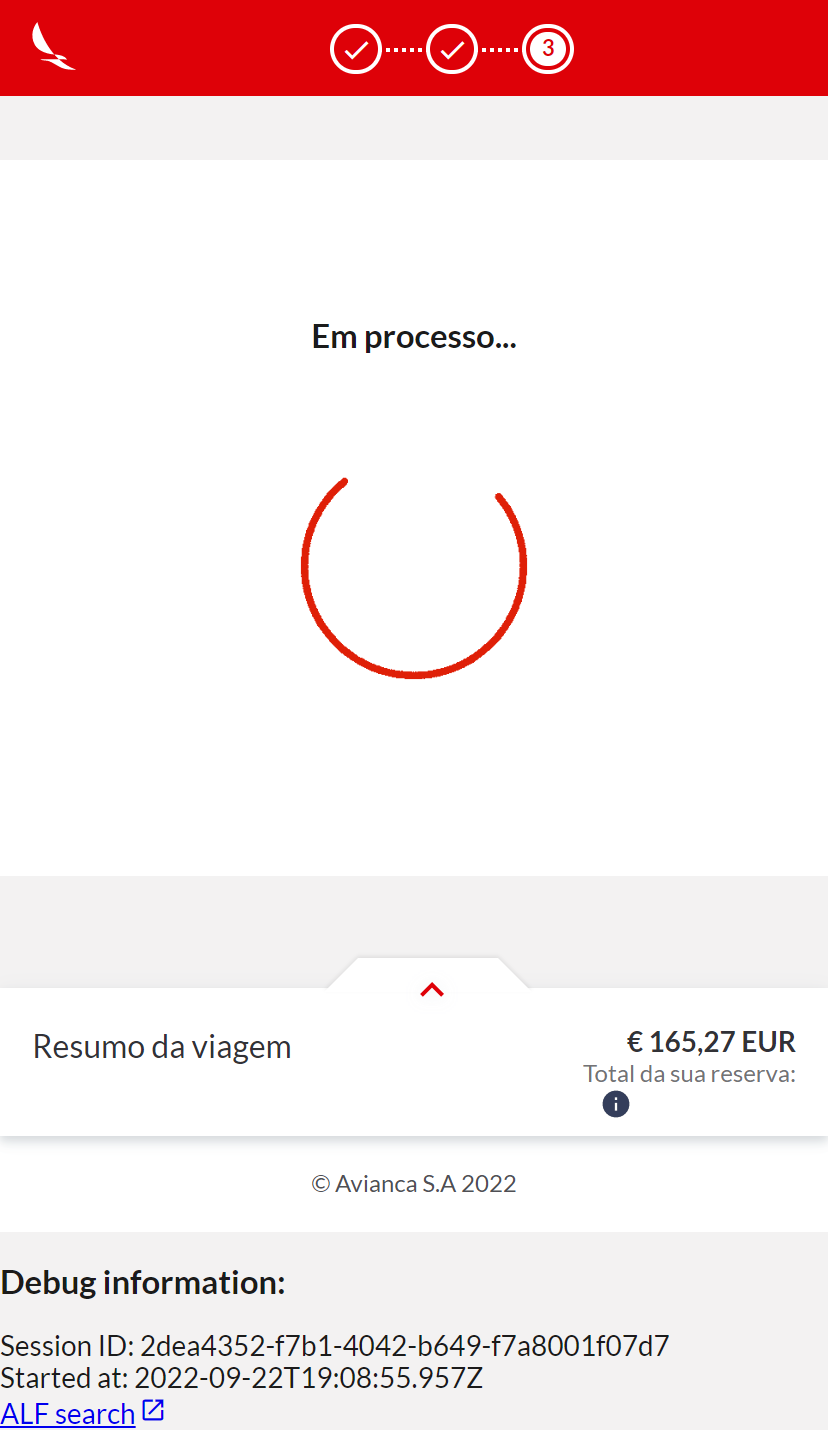 3
Em processo...
Resumo da viagem
€ 165,27 EUR
Total da sua reserva:
© Avianca S.A 2022
Debug information:
Session ID: 2dea4352-f7b1-4042-b649-f7a8001f07d7
Started at: 2022-09-22T19:08:55.957Z
ALF search